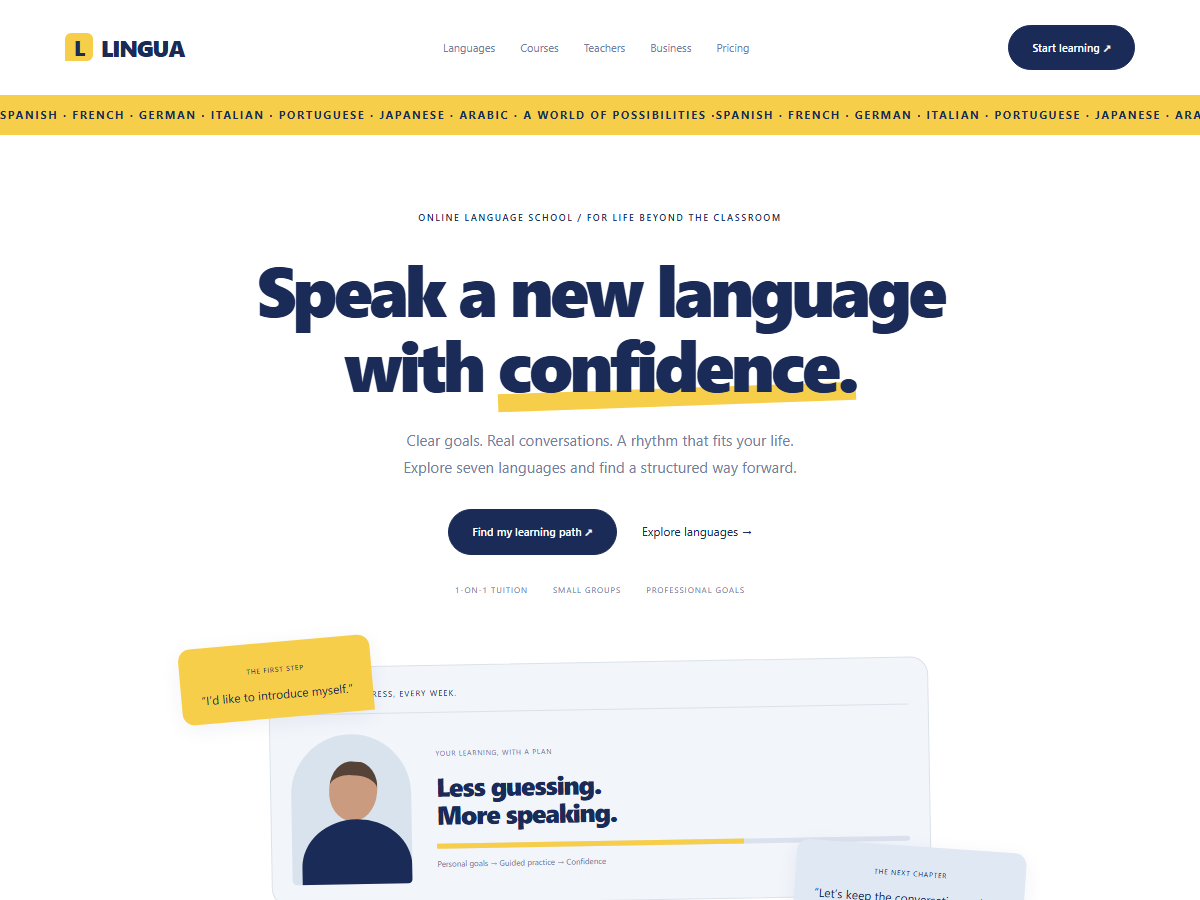 L LINGUA
Languages Courses Teachers Business Pricing
Start learning ↗
SPANISH · FRENCH · GERMAN · ITALIAN · PORTUGUESE · JAPANESE · ARABIC · A WORLD OF POSSIBILITIES ·SPANISH · FRENCH · GERMAN · ITALIAN · PORTUGUESE · JAPANESE · ARA
ONLINE LANGUAGE SCHOOL / FOR LIFE BEYOND THE CLASSROOM
Speak a new language
with confidence.
Clear goals. Real conversations. A rhythm that fits your life.
Explore seven languages and find a structured way forward.
Find my learning path ↗ Explore languages →
1-ON-1 TUITION SMALL GROUPS PROFESSIONAL GOALS
THE FIRST STEP
“I’d like to introduce myself.”
RESS, EVERY WEEK.
YOUR LEARNING, WITH A PLAN
Less guessing.
More speaking.
Personal goals → Guided practice → Confidence
THE NEXT CHAPTER
“Let’s keep the